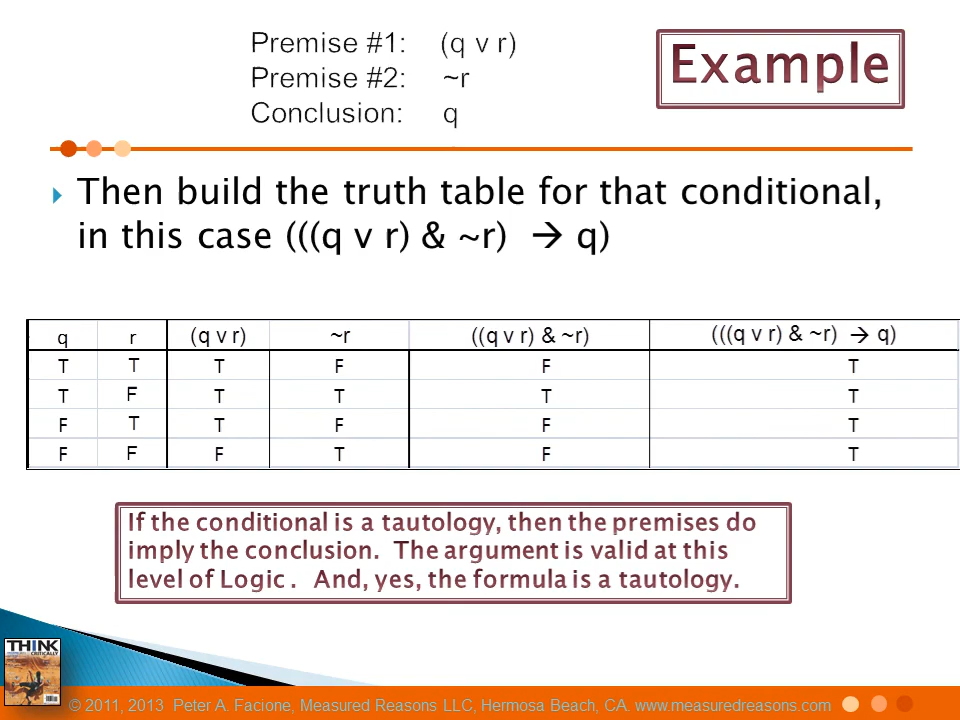 Premise #1: (q v r)
Premise #2: ~r
Conclusion: q
Example
Then build the truth table for that conditional,
in this case (((q v r) & ~r) → q)
q r (q v r) ~r ((q v r) & ~r) (((q v r) & ~r) → q)
T T T F F T
T F T T T T
F T T F F T
F F F T F T
If the conditional is a tautology, then the premises do
imply the conclusion. The argument is valid at this
level of Logic . And, yes, the formula is a tautology.
THINK
CRITICALLY
© 2011, 2013 Peter A. Facione, Measured Reasons LLC, Hermosa Beach, CA. www.measuredreasons.com